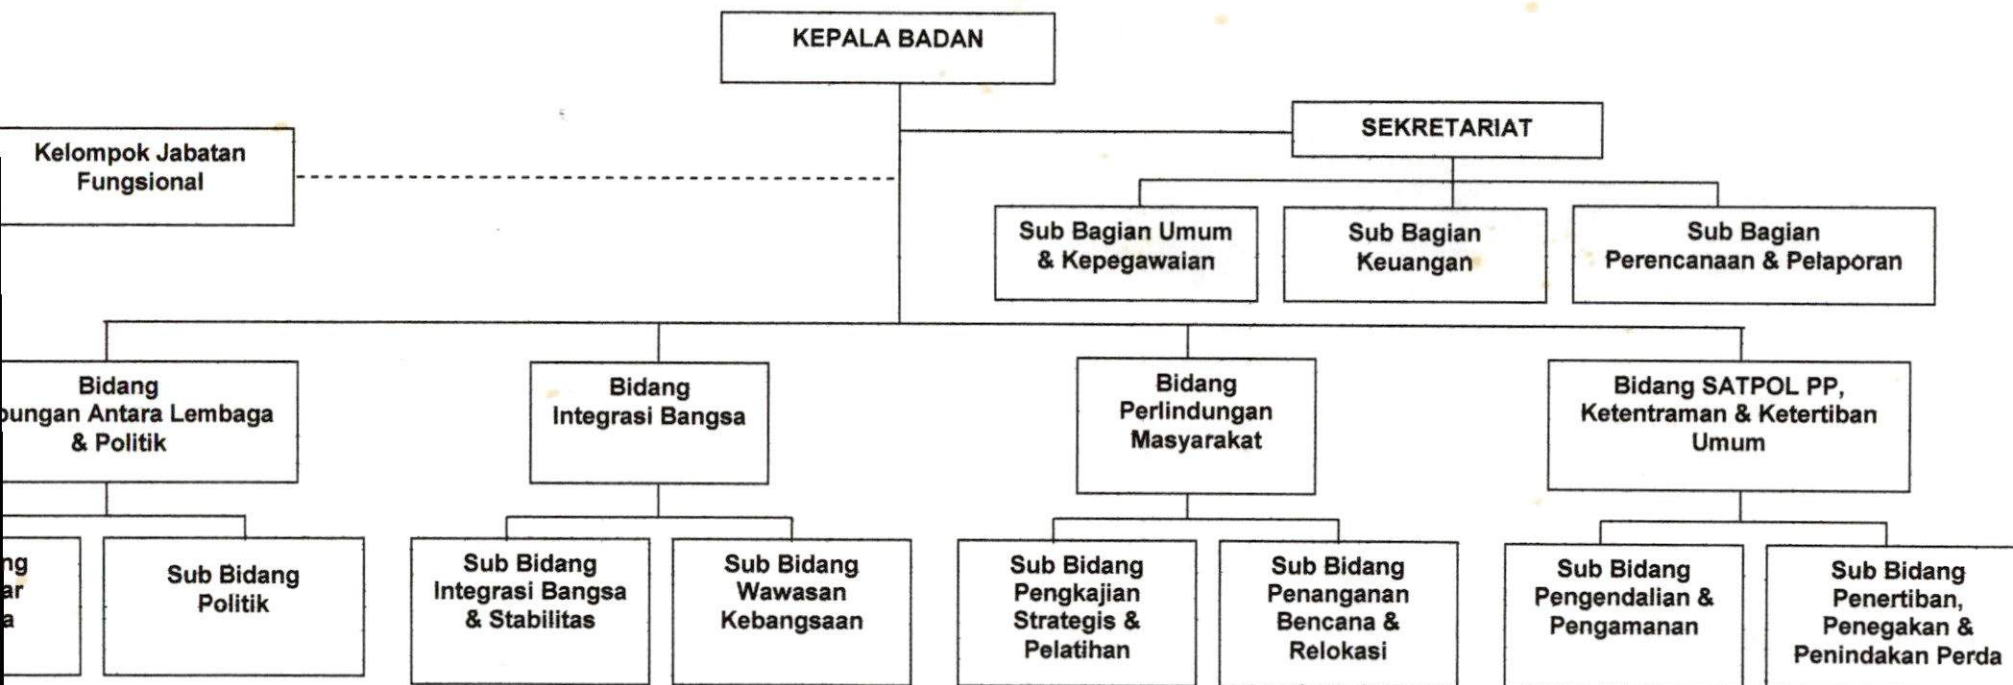 KEPALA BADAN
SEKRETARIAT
Kelompok Jabatan
Fungsional
Sub Bagian Umum
& Kepegawaian
Sub Bagian
Keuangan
Sub Bagian
Perencanaan & Pelaporan
Bidang
Antara Lembaga
& Politik
Bidang
Integrasi Bangsa
Bidang
Perlindungan
Masyarakat
Bidang SATPOL PP,
Ketentraman & Ketertiban
Umum
Sub Bidang
Politik
Sub Bidang
Integrasi Bangsa
& Stabilitas
Sub Bidang
Wawasan
Kebangsaan
Sub Bidang
Pengkajian
Strategis &
Pelatihan
Sub Bidang
Penanganan
Bencana &
Relokasi
Sub Bidang
Pengendalian &
Pengamanan
Sub Bidang
Penertiban,
Penegakan &
Penindakan Perda